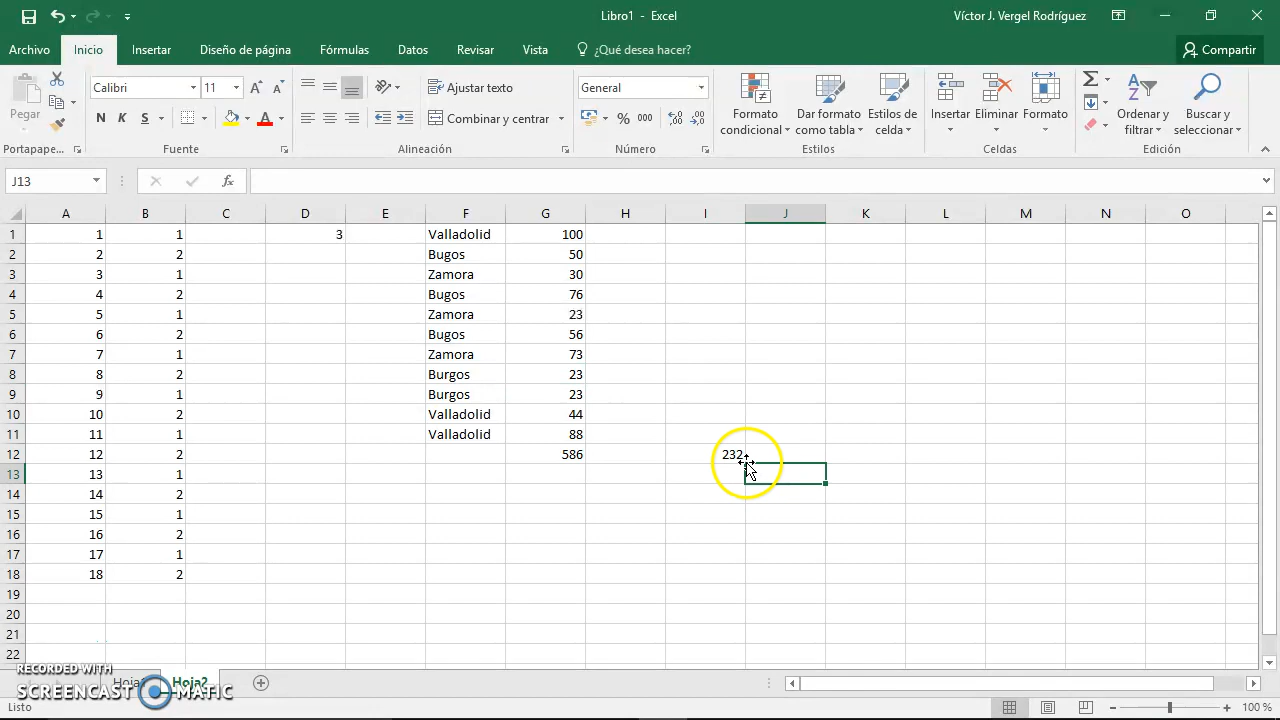 Libro1 - Excel
Víctor J. Vergel Rodríguez
Archivo Inicio Insertar Diseño de página Fórmulas Datos Revisar Vista ¿Qué desea hacer? Compartir
Pegar
Calibri 11
N K S
Ajustar texto
Combinar y centrar
General
% 000
Formato condicional
Dar formato como tabla
Estilos de celda
Insertar Eliminar Formato
Ordenar y filtrar
Buscar y seleccionar
Portapape... Fuente Alineación Número Estilos Celdas Edición
J13 fx
A B C D E F G H I J K L M N O
1 1 1 3 Valladolid 100
2 2 2 Bugos 50
3 3 1 Zamora 30
4 4 2 Bugos 76
5 5 1 Zamora 23
6 6 2 Bugos 56
7 7 1 Zamora 73
8 8 2 Burgos 23
9 9 1 Burgos 23
10 10 2 Valladolid 44
11 11 1 Valladolid 88
12 12 2 586 232
13 13 1
14 14 2
15 15 1
16 16 2
17 17 1
18 18 2
19
20
21
22
RECORDED WITH
SCREENCAST MATIC
Hoja2
Listo
100 %